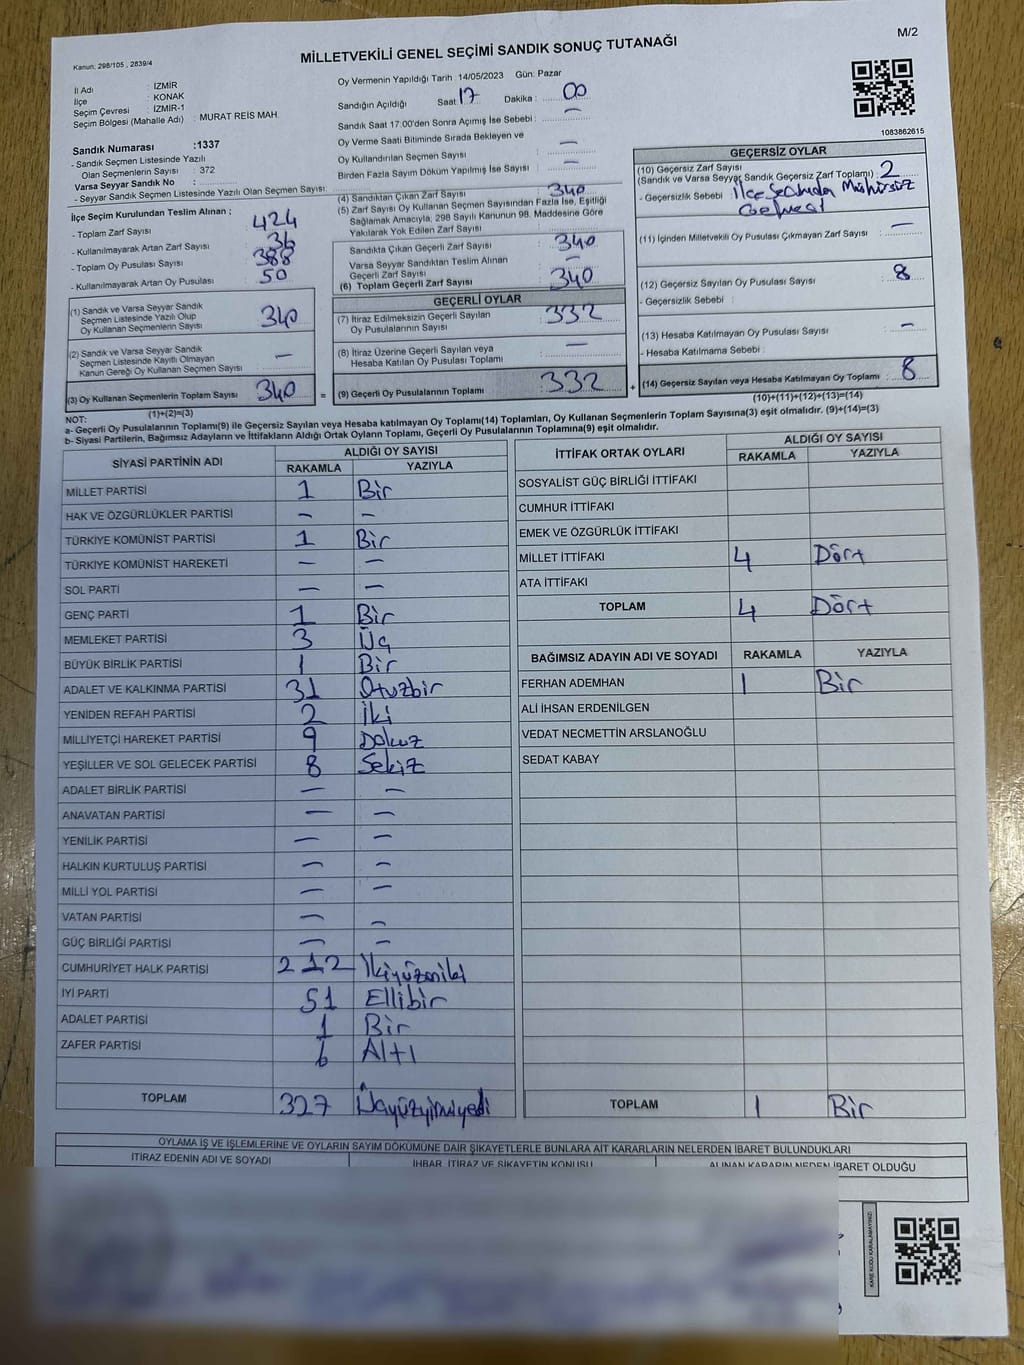 M/2
Kanun: 298/105 , 2839/4
MİLLETVEKİLİ GENEL SEÇİMİ SANDIK SONUÇ TUTANAĞI
İl Adı : İZMİR
İlçe : KONAK
Seçim Çevresi : İZMİR-1
Seçim Bölgesi (Mahalle Adı) : MURAT REİS MAH.
Sandık Numarası :1337
- Sandık Seçmen Listesinde Yazılı
Olan Seçmenlerin Sayısı : 372
Varsa Seyyar Sandık No :
- Seyyar Sandık Seçmen Listesinde Yazılı Olan Seçmen Sayısı:
Oy Vermenin Yapıldığı Tarih :14/05/2023 Gün: Pazar
Sandığın Açıldığı Saat: 17 Dakika : 00
Sandık Saat 17:00'den Sonra Açımış İse Sebebi : —
Oy Verme Saati Bitiminde Sırada Bekleyen ve
Oy Kullandırılan Seçmen Sayısı : —
Birden Fazla Sayım Döküm Yapılmış İse Sayısı : —
1083862615
İlçe Seçim Kurulundan Teslim Alınan ;
- Toplam Zarf Sayısı : 424
- Kullanılmayarak Artan Zarf Sayısı : 36
- Toplam Oy Pusulası Sayısı : 388
- Kullanılmayarak Artan Oy Pusulası : 50
(1) Sandık ve Varsa Seyyar Sandık
Seçmen Listesinde Yazılı Olup
Oy Kullanan Seçmenlerin Sayısı : 340
(2) Sandık ve Varsa Seyyar Sandık
Seçmen Listesinde Kayıtlı Olmayan
Kanun Gereği Oy Kullanan Seçmen Sayısı : —
(3) Oy Kullanan Seçmenlerin Toplam Sayısı : 340
(1)+(2)=(3)
(4) Sandıktan Çıkan Zarf Sayısı : 340
(5) Zarf Sayısı Oy Kullanan Seçmen Sayısından Fazla İse, Eşitliği
Sağlamak Amacıyla; 298 Sayılı Kanunun 98. Maddesine Göre
Yakılarak Yok Edilen Zarf Sayısı :
Sandıkta Çıkan Geçerli Zarf Sayısı : 340
Varsa Seyyar Sandıktan Teslim Alınan
Geçerli Zarf Sayısı : —
(6) Toplam Geçerli Zarf Sayısı : 340
GEÇERLİ OYLAR
(7) İtiraz Edilmeksizin Geçerli Sayılan
Oy Pusulalarının Sayısı : 332
(8) İtiraz Üzerine Geçerli Sayılan veya
Hesaba Katılan Oy Pusulası Toplamı : —
= (9) Geçerli Oy Pusulalarının Toplamı : 332
GEÇERSİZ OYLAR
(10) Geçersiz Zarf Sayısı
(Sandık ve Varsa Seyyar Sandık Geçersiz Zarf Toplamı) : 2
- Geçersizlik Sebebi : İlçe Mühürsüz
(11) İçinden Milletvekili Oy Pusulası Çıkmayan Zarf Sayısı : —
(12) Geçersiz Sayılan Oy Pusulası Sayısı : 8
- Geçersizlik Sebebi :
(13) Hesaba Katılmayan Oy Pusulası Sayısı : —
- Hesaba Katılmama Sebebi :
+ (14) Geçersiz Sayılan veya Hesaba Katılmayan Oy Toplamı : 8
(10)+(11)+(12)+(13)=(14)
NOT:
a- Geçerli Oy Pusulalarının Toplamı(9) ile Geçersiz Sayılan veya Hesaba katılmayan Oy Toplamı(14) Toplamları, Oy Kullanan Seçmenlerin Toplam Sayısına(3) eşit olmalıdır. (9)+(14)=(3)
b- Siyasi Partilerin, Bağımsız Adayların ve İttifakların Aldığı Ortak Oyların Toplamı, Geçerli Oy Pusulalarının Toplamına(9) eşit olmalıdır.
SİYASİ PARTİNİN ADI ALDIĞI OY SAYISI
RAKAMLA YAZIYLA
MİLLET PARTİSİ 1 Bir
HAK VE ÖZGÜRLÜKLER PARTİSİ — —
TÜRKİYE KOMÜNİST PARTİSİ 1 Bir
TÜRKİYE KOMÜNİST HAREKETİ — —
SOL PARTİ — —
GENÇ PARTİ 1 Bir
MEMLEKET PARTİSİ 3 Üç
BÜYÜK BİRLİK PARTİSİ 1 Bir
ADALET VE KALKINMA PARTİSİ 31 Otuzbir
YENİDEN REFAH PARTİSİ 2 İki
MİLLİYETÇİ HAREKET PARTİSİ 9 Dokuz
YEŞİLLER VE SOL GELECEK PARTİSİ 8 Sekiz
ADALET BİRLİK PARTİSİ — —
ANAVATAN PARTİSİ — —
YENİLİK PARTİSİ — —
HALKIN KURTULUŞ PARTİSİ — —
MİLLİ YOL PARTİSİ — —
VATAN PARTİSİ — —
GÜÇ BİRLİĞİ PARTİSİ — —
CUMHURİYET HALK PARTİSİ 212 İkiyüzoniki
İYİ PARTİ 51 Ellibir
ADALET PARTİSİ 1 Bir
ZAFER PARTİSİ 6 Altı
TOPLAM 327 Üçyüzyirmiyedi
İTTİFAK ORTAK OYLARI ALDIĞI OY SAYISI
RAKAMLA YAZIYLA
SOSYALİST GÜÇ BİRLİĞİ İTTİFAKI
CUMHUR İTTİFAKI
EMEK VE ÖZGÜRLÜK İTTİFAKI
MİLLET İTTİFAKI 4 Dört
ATA İTTİFAKI
TOPLAM 4 Dört
BAĞIMSIZ ADAYIN ADI VE SOYADI RAKAMLA YAZIYLA
FERHAN ADEMHAN 1 Bir
ALİ İHSAN ERDENİLGEN
VEDAT NECMETTİN ARSLANOĞLU
SEDAT KABAY
TOPLAM 1 Bir
OYLAMA İŞ VE İŞLEMLERİNE VE OYLARIN SAYIM DÖKÜMÜNE DAİR ŞİKAYETLERLE BUNLARA AİT KARARLARIN NELERDEN İBARET BULUNDUKLARI
İTİRAZ EDENİN ADI VE SOYADI İHBAR, İTİRAZ VE ŞİKAYETİN KONUSU ALINAN KARARIN NEDEN İBARET OLDUĞU
KARE KODU KARALAMAYINIZ!